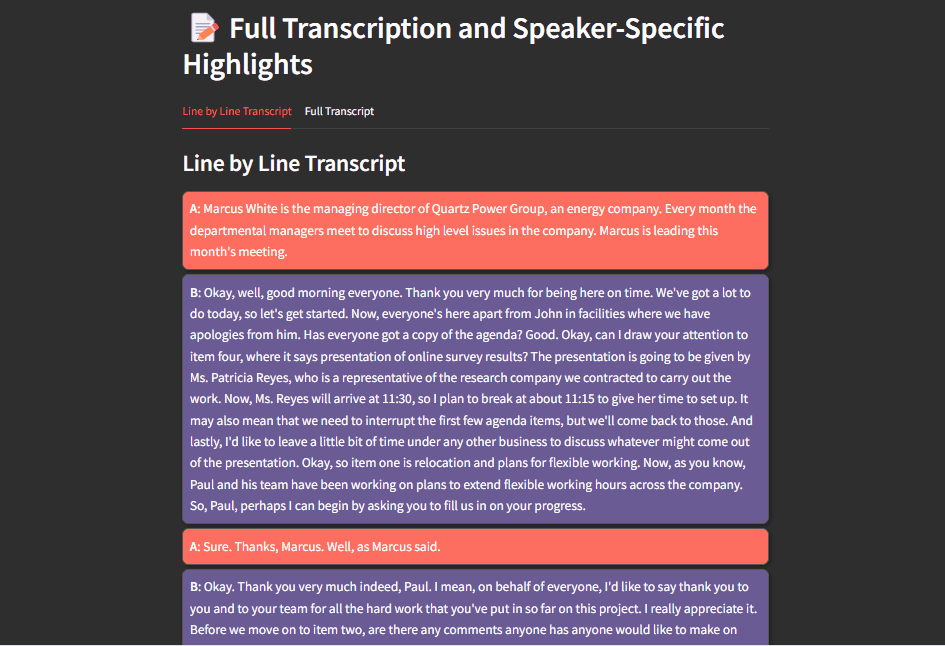 Full Transcription and Speaker-Specific
Highlights
Line by Line Transcript
Full Transcript
Line by Line Transcript
A: Marcus White is the managing director of Quartz Power Group, an energy company. Every month the
departmental managers meet to discuss high level issues in the company. Marcus is leading this
month's meeting.
B: Okay, well, good morning everyone. Thank you very much for being here on time. We've got a lot to
do today, so let's get started. Now, everyone's here apart from John in facilities where we have
apologies from him. Has everyone got a copy of the agenda? Good. Okay, can I draw your attention to
item four, where it says presentation of online survey results? The presentation is going to be given by
Ms. Patricia Reyes, who is a representative of the research company we contracted to carry out the
work. Now, Ms. Reyes will arrive at 11:30, so I plan to break at about 11:15 to give her time to set up. It
may also mean that we need to interrupt the first few agenda items, but we'll come back to those. And
lastly, I'd like to leave a little bit of time under any other business to discuss whatever might come out
of the presentation. Okay, so item one is relocation and plans for flexible working. Now, as you know,
Paul and his team have been working on plans to extend flexible working hours across the company.
So, Paul, perhaps I can begin by asking you to fill us in on your progress.
A: Sure. Thanks, Marcus. Well, as Marcus said.
B: Okay. Thank you very much indeed, Paul. I mean, on behalf of everyone, I'd like to say thank you to
you and to your team for all the hard work that you've put in so far on this project. I really appreciate it.
Before we move on to item two, are there any comments anyone has anyone would like to make on